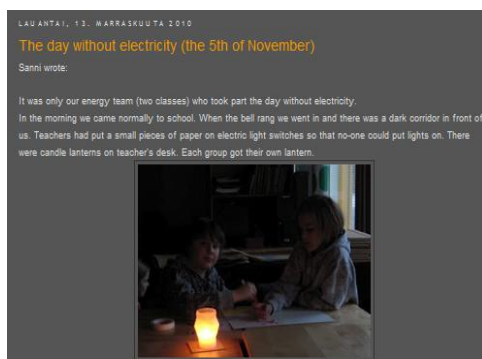 LAUANTAI, 13. MARRASKUUTA 2010
The day without electricity (the 5th of November)
Sanni wrote:
It was only our energy team (two classes) who took part the day without electricity.
In the morning we came normally to school. When the bell rang we went in and there was a dark corridor in front of
us. Teachers had put a small pieces of paper on electric light switches so that no-one could put lights on. There
were candle lanterns on teacher's desk. Each group got their own lantern.